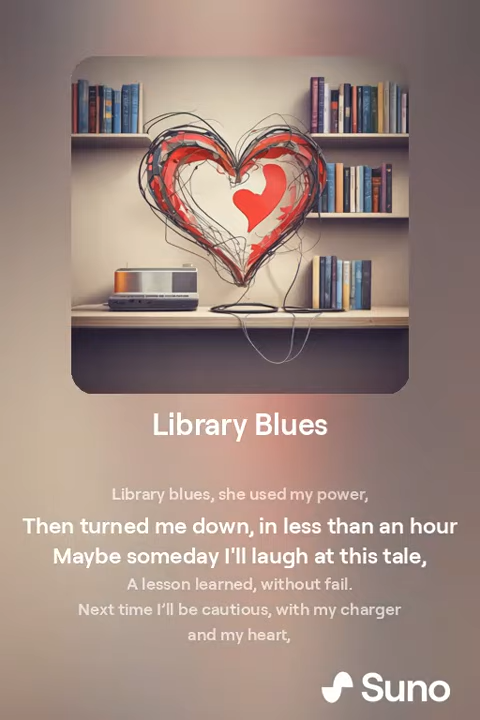 Library Blues
Library blues, she used my power,
Then turned me down, in less than an hour
Maybe someday I'll laugh at this tale,
A lesson learned, without fail.
Next time I’ll be cautious, with my charger
and my heart,
Suno